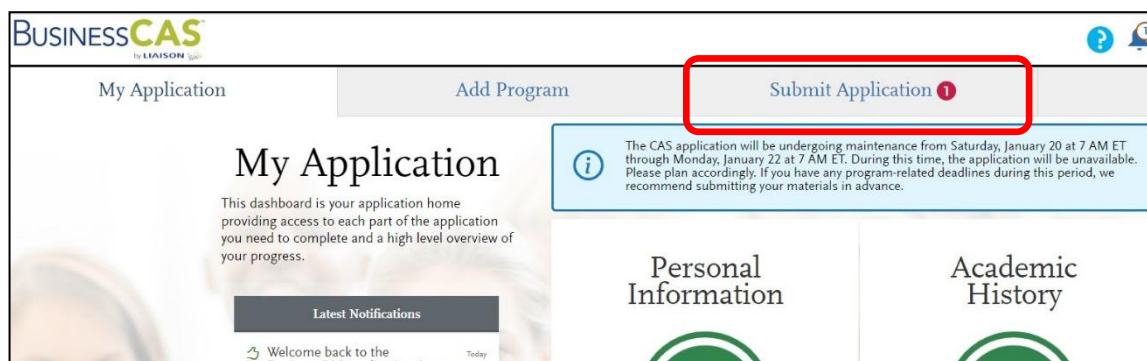 BUSINESSCAS
by LIAISON
My Application
Add Program
Submit Application 1
My Application
This dashboard is your application home
providing access to each part of the application
you need to complete and a high level overview of
your progress.
Latest Notifications
Welcome back to the
Today
The CAS application will be undergoing maintenance from Saturday, January 20 at 7 AM ET
through Monday, January 22 at 7 AM ET. During this time, the application will be unavailable.
Please plan accordingly. If you have any program-related deadlines during this period, we
recommend submitting your materials in advance.
Personal
Information
Academic
History